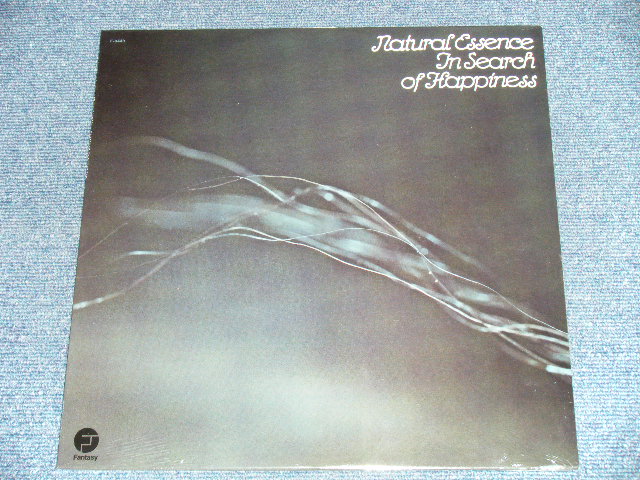 Natural Essence
In Search
of Happiness
Fantasy